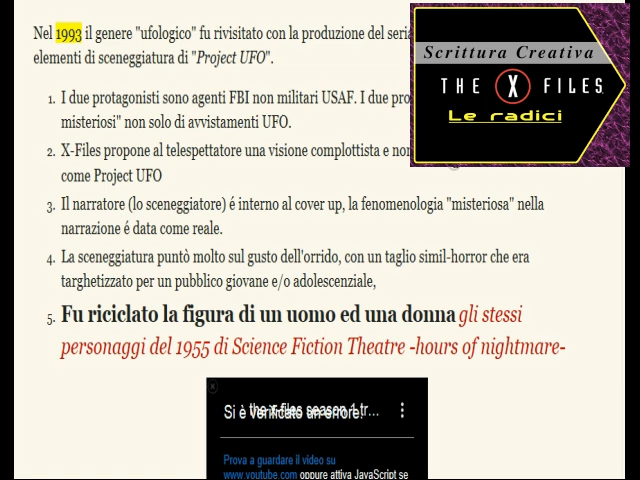 Nel 1993 il genere "ufologico" fu rivisitato con la produzione del seria
elementi di sceneggiatura di "Project UFO".
Scrittura Creativa
THE X FILES
Le radici
1. I due protagonisti sono agenti FBI non militari USAF. I due pro
misteriosi" non solo di avvistamenti UFO.
2. X-Files propone al telespettatore una visione complottista e non
come Project UFO
3. Il narratore (lo sceneggiatore) é interno al cover up, la fenomenologia "misteriosa" nella
narrazione é data come reale.
4. La sceneggiatura puntò molto sul gusto dell'orrido, con un taglio simil-horror che era
targhetizzato per un pubblico giovane e/o adolescenziale,
5. Fu riciclato la figura di un uomo ed una donna gli stessi
personaggi del 1955 di Science Fiction Theatre -hours of nightmare-
the x-files season 1 tr...
Si è verificato un errore.
Prova a guardare il video su
www.youtube.com oppure attiva JavaScript se